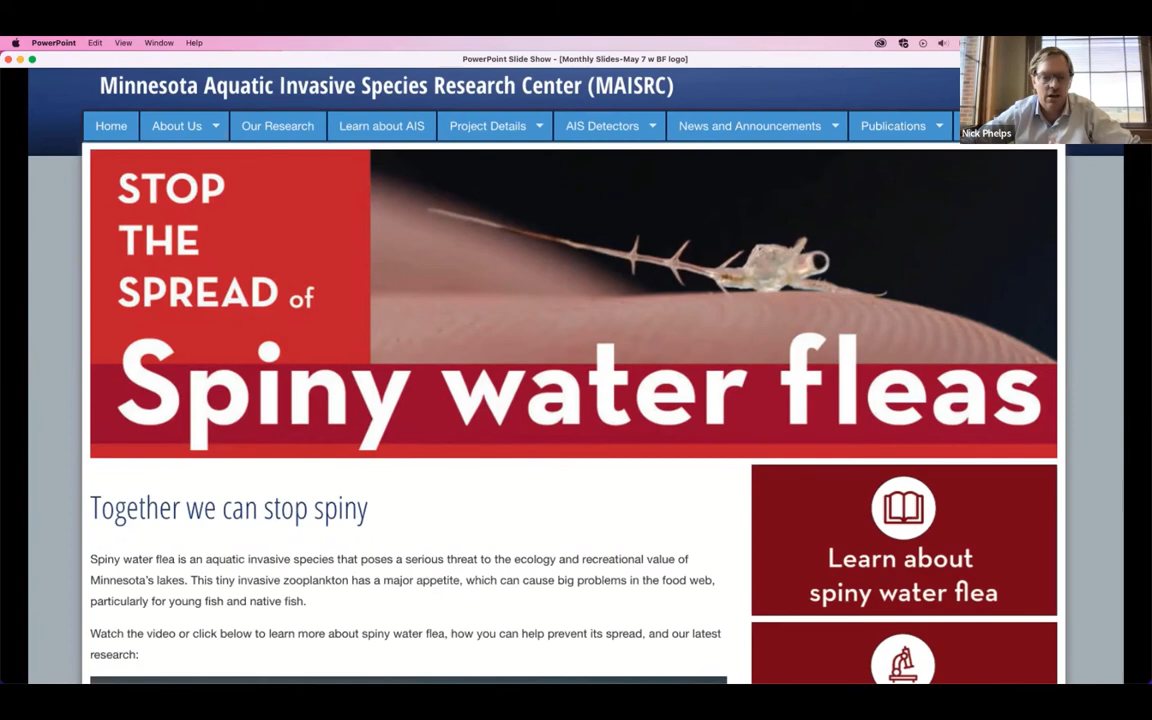 PowerPoint Edit View Window Help
PowerPoint Slide Show - [Monthly Slides-May 7 w BF logo]
Minnesota Aquatic Invasive Species Research Center (MAISRC)
Home About Us Our Research Learn about AIS Project Details AIS Detectors News and Announcements Publications
Nick Phelps
STOP
THE
SPREAD of
Spiny water fleas
Together we can stop spiny
Spiny water flea is an aquatic invasive species that poses a serious threat to the ecology and recreational value of
Minnesota's lakes. This tiny invasive zooplankton has a major appetite, which can cause big problems in the food web,
particularly for young fish and native fish.
Watch the video or click below to learn more about spiny water flea, how you can help prevent its spread, and our latest
research:
Learn about
spiny water flea